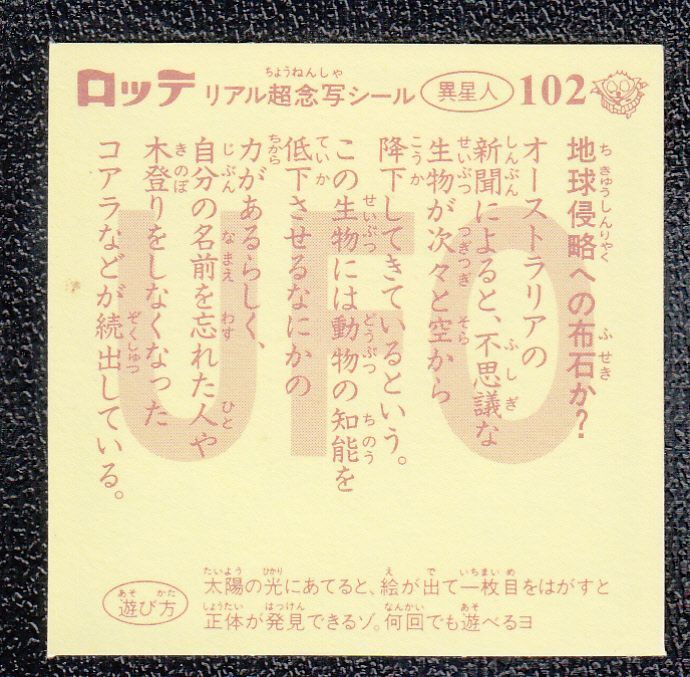 ロッテ リアル超念写シール 異星人 102
地球侵略への布石か?
オーストラリアの
新聞によると、不思議な
生物が次々と空から
降下してきているという。
この生物には動物の知能を
低下させるなにかの
力があるらしく、
自分の名前を忘れた人や
木登りをしなくなった
コアラなどが続出している。
UFO
遊び方 太陽の光にあてると、絵が出て一枚目をはがすと
正体が発見できるゾ。何回でも遊べるヨ